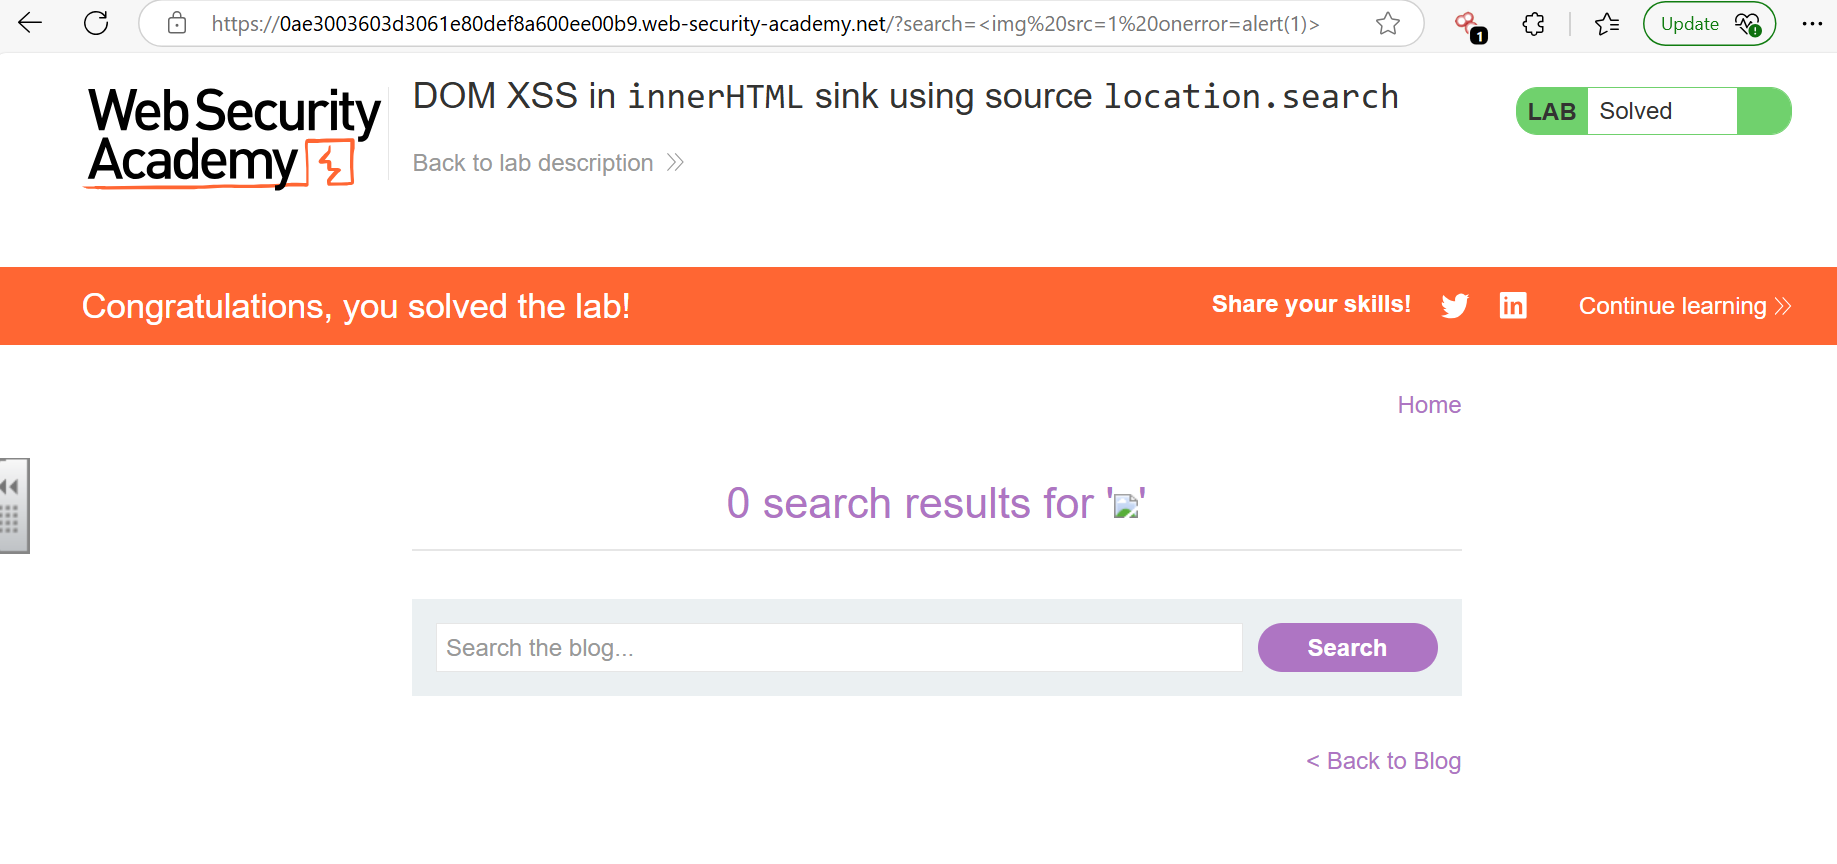 https://0ae3003603d3061e80def8a600ee00b9.web-security-academy.net/?search=<img%20src=1%20onerror=alert(1)>
1
Update
Web Security
Academy
DOM XSS in innerHTML sink using source location.search
Back to lab description
LAB Solved
Congratulations, you solved the lab!
Share your skills!
Continue learning
Home
0 search results for ''
Search the blog...
Search
< Back to Blog